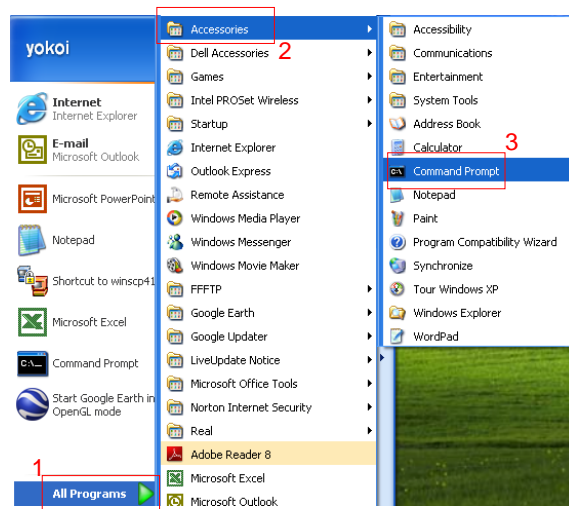 yokoi
Internet
Internet Explorer
E-mail
Microsoft Outlook
Microsoft PowerPoint
Notepad
Shortcut to winscp41
Microsoft Excel
C:\_
Command Prompt
Start Google Earth in
OpenGL mode
1
All Programs
Accessories
2
Dell Accessories
Games
Intel PROSet Wireless
Startup
Internet Explorer
Outlook Express
Remote Assistance
Windows Media Player
Windows Messenger
Windows Movie Maker
FFFTP
Google Earth
Google Updater
LiveUpdate Notice
Microsoft Office Tools
Norton Internet Security
Real
Adobe Reader 8
Microsoft Excel
Microsoft Outlook
Accessibility
Communications
Entertainment
System Tools
Address Book
Calculator
3
Command Prompt
Notepad
Paint
Program Compatibility Wizard
Synchronize
Tour Windows XP
Windows Explorer
WordPad